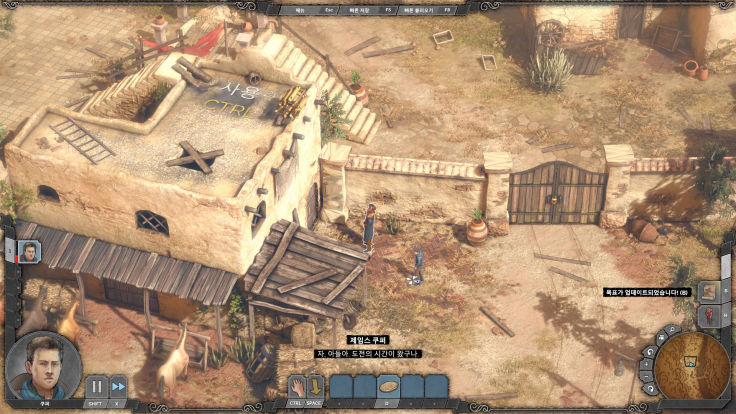 메뉴 Esc 빠른 저장 F5 빠른 불러오기 F8
사용
CTRL
목표가 업데이트되었습니다! (B)
제임스 쿠퍼
자, 아들아. 도전의 시간이 왔구나
쿠퍼
SHIFT X CTRL SPACE D